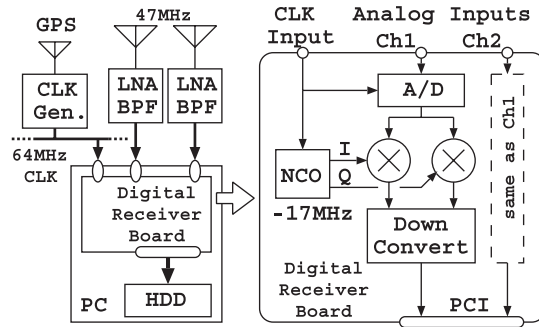 GPS
47MHz
CLK
Gen.
LNA
BPF
LNA
BPF
64MHz
CLK
Digital
Receiver
Board
PC
HDD
CLK
Input
Analog Inputs
Ch1
Ch2
A/D
NCO
I
Q
-17MHz
Down
Convert
same as Ch1
Digital
Receiver
Board
PCI